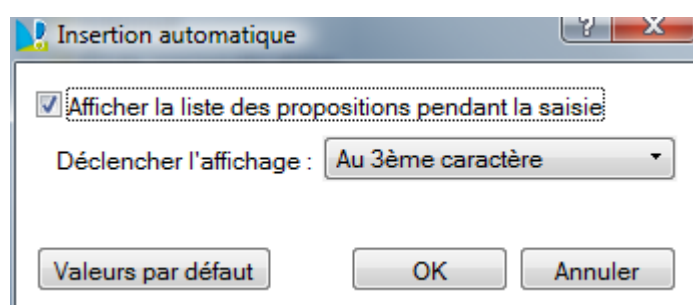 Insertion automatique
Afficher la liste des propositions pendant la saisie
Déclencher l'affichage : Au 3ème caractère
Valeurs par défaut OK Annuler